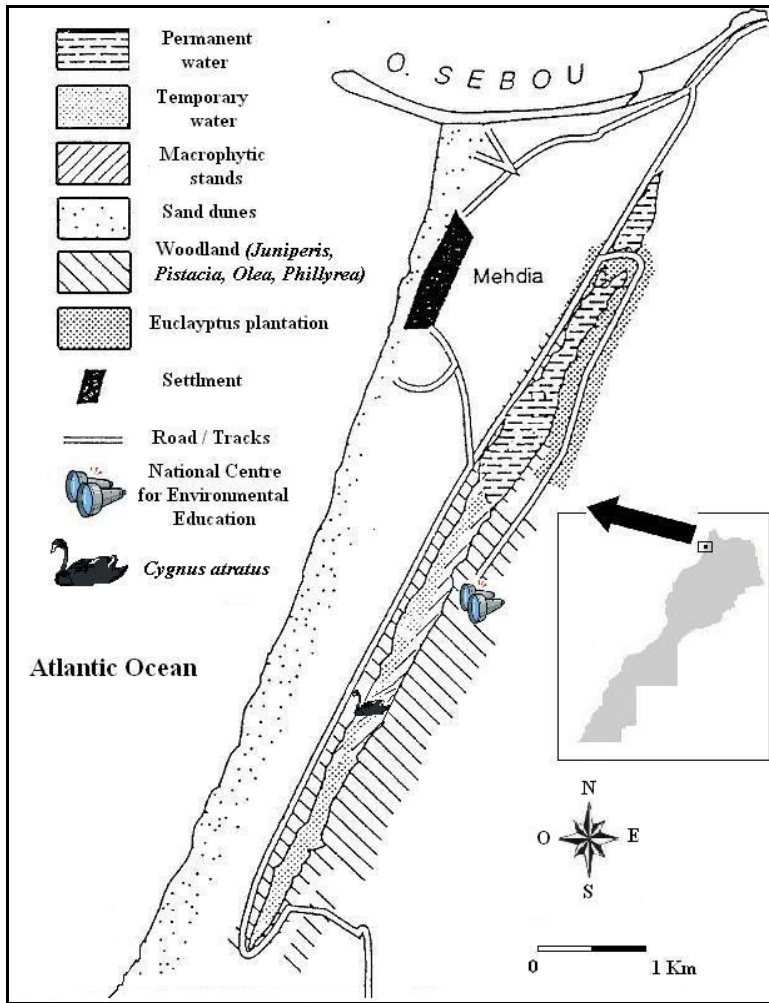 Permanent
water
Temporary
water
Macrophytic
stands
Sand dunes
Woodland (Juniperis,
Pistacia, Olea, Phillyrea)
Euclayptus plantation
Settlment
Road / Tracks
National Centre
for Environmental
Education
Cygnus atratus
O. SEBOU
Mehdia
Atlantic Ocean
N
O E
S
0 1 Km